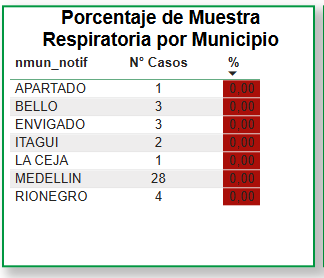 Porcentaje de Muestra
Respiratoria por Municipio
nmun_notif N° Casos %
APARTADO 1 0,00
BELLO 3 0,00
ENVIGADO 3 0,00
ITAGUI 2 0,00
LA CEJA 1 0,00
MEDELLIN 28 0,00
RIONEGRO 4 0,00